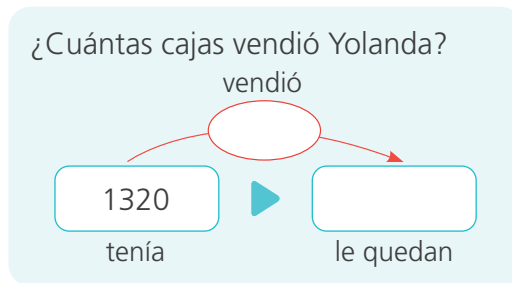 ¿Cuántas cajas vendió Yolanda?
vendió
1320
tenía
le quedan